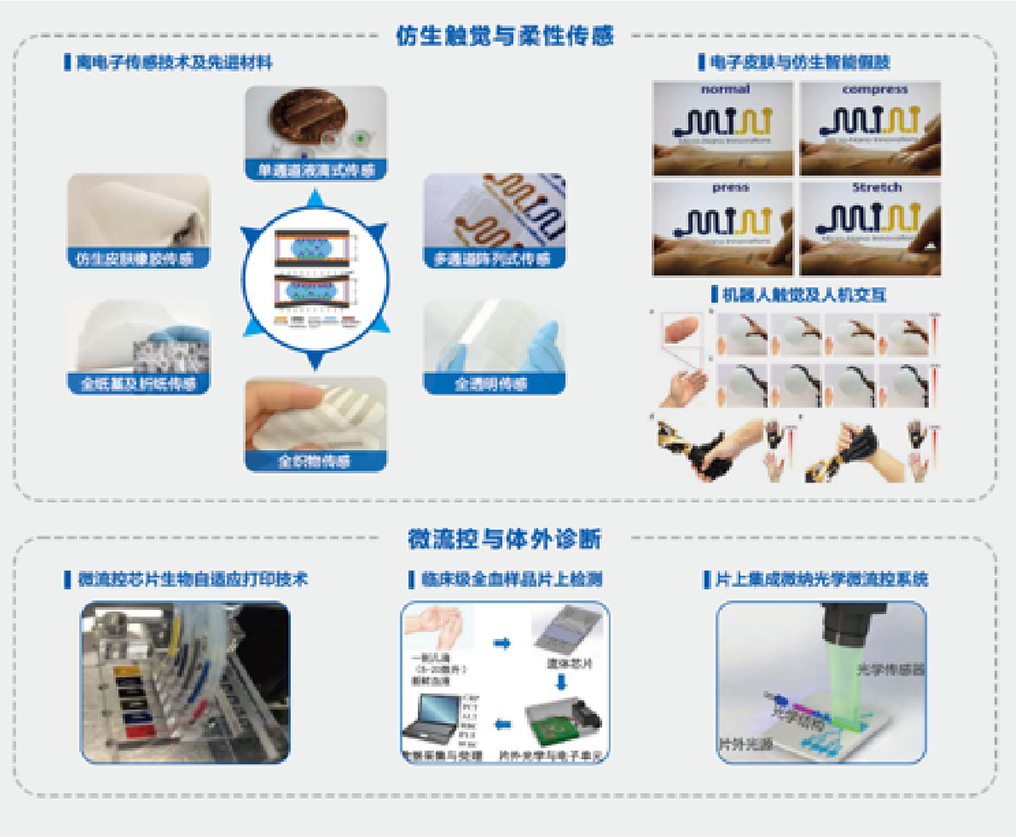 仿生触觉与柔性传感
离电子传感技术及先进材料
单通道液滴式传感
仿生皮肤橡胶传感
多通道阵列式传感
全纸基及折纸传感
全透明传感
全织物传感
电子皮肤与仿生智能假肢
normal
compress
press
Stretch
Micro-Nano Innovations
机器人触觉及人机交互
微流控与体外诊断
微流控芯片生物自适应打印技术
临床级全血样品片上检测
一到几滴
(5-20微升)
新鲜血液
流体芯片
数据采集与处理
片外光学与电子单元
片上集成微纳光学微流控系统
光学传感器
光学结构
片外光源